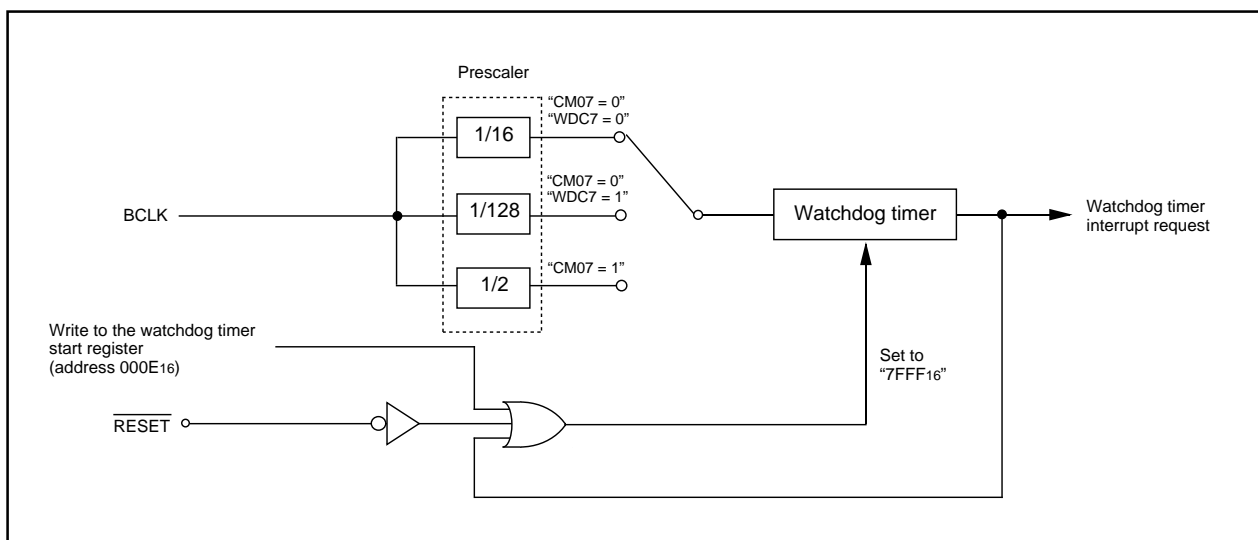 Prescaler
“CM07 = 0”
“WDC7 = 0”
1/16
“CM07 = 0”
“WDC7 = 1”
BCLK
1/128
Watchdog timer
Watchdog timer
interrupt request
“CM07 = 1”
1/2
Write to the watchdog timer
start register
(address 000E16)
Set to
“7FFF16”
RESET